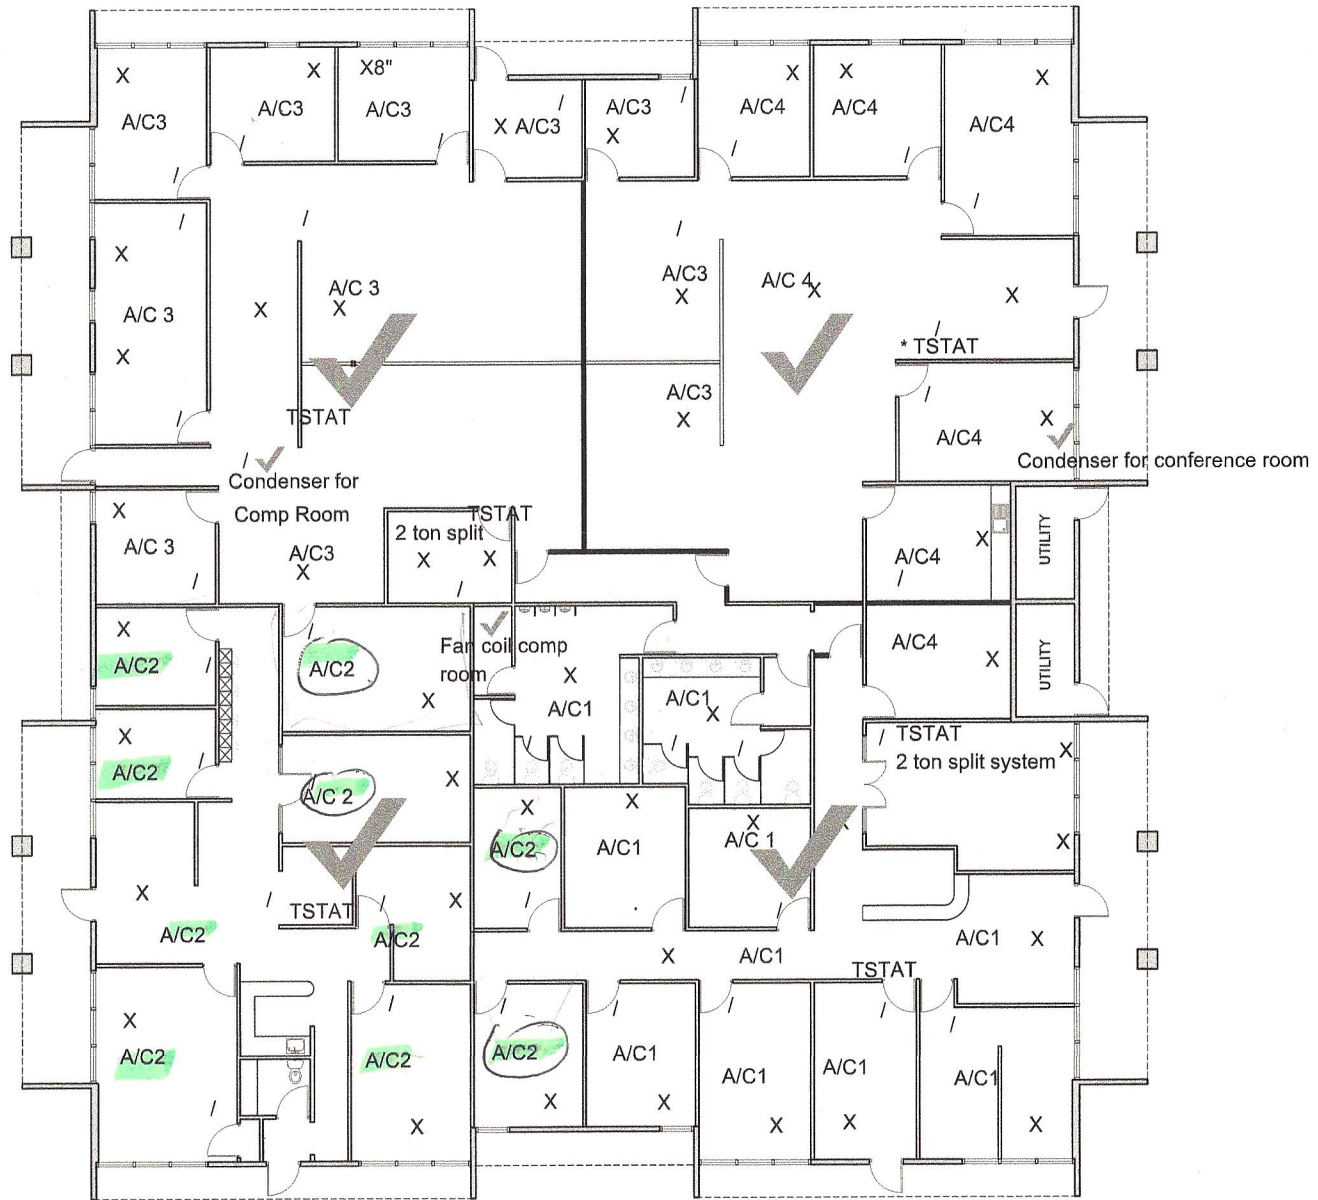 X
X
X8"
X
X
X
A/C3
A/C3
A/C3
X A/C3
A/C3
X
A/C4
A/C4
A/C4
/
/
/
/
/
/
/
/
/
/
/
/
X
X
A/C 3
X
A/C 3
X
A/C3
X
A/C 4
X
X
/
* TSTAT
X
/
TSTAT
A/C3
X
/
X
A/C4
/
Condenser for
Comp Room
Condenser for conference room
X
A/C 3
/
A/C3
X
TSTAT
2 ton split
X
X
/
X
A/C4
/
UTILITY
X
A/C2
/
/
A/C2
X
Fan coil comp
room
X
A/C1
/
A/C1
X
/
/
A/C4
X
UTILITY
X
A/C2
/
/
A/C 2
X
/
TSTAT
2 ton split system
X
X
X
A/C2
/
X
A/C1
X
A/C 1
/
X
A/C2
/
TSTAT
/
X
A/C2
X
A/C1
A/C1
X
TSTAT
X
A/C2
/
/
A/C2
X
/
A/C2
X
/
A/C1
X
/
A/C1
X
/
A/C1
X
/
A/C1
X